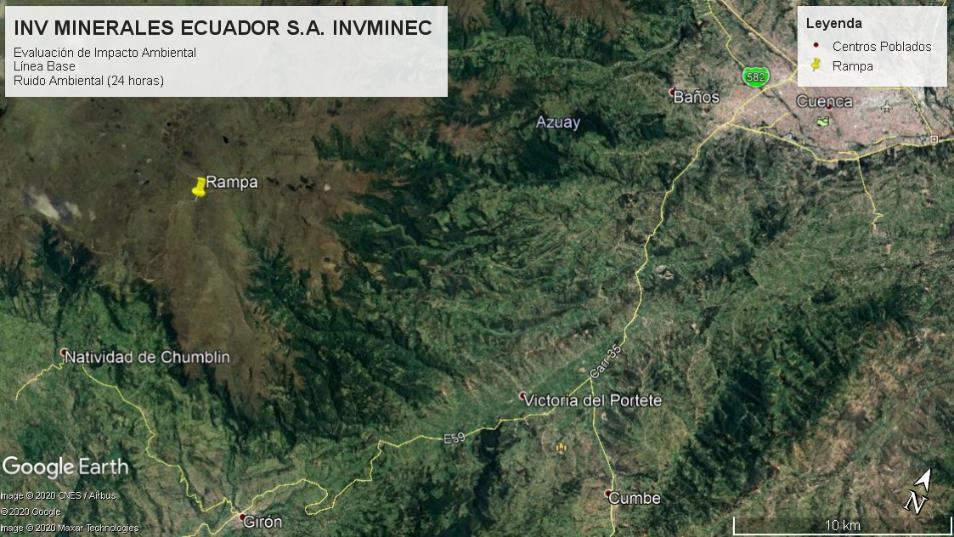 INV MINERALES ECUADOR S.A. INVMINEC
Evaluación de Impacto Ambiental
Línea Base
Ruido Ambiental (24 horas)
Leyenda
Centros Poblados
Rampa
582
Baños
Cuenca
Azuay
Rampa
Natividad de Chumblin
Carr 35
Victoria del Portete
E59
Google Earth
Image © 2020 CNES / Airbus
© 2020 Google
Image © 2020 Maxar Technologies
Girón
Cumbe
N
10 km